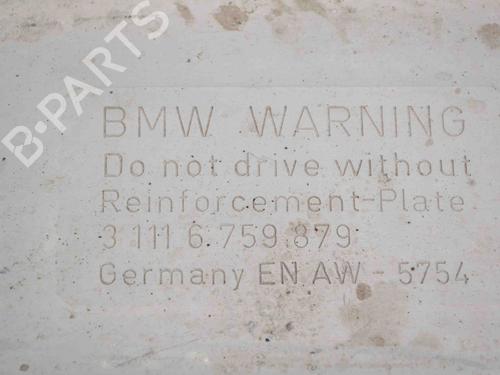 B-PARTS
BMW WARNING
Do not drive without
Reinforcement-Plate
3 111 6 759 879
Germany EN AW - 5754